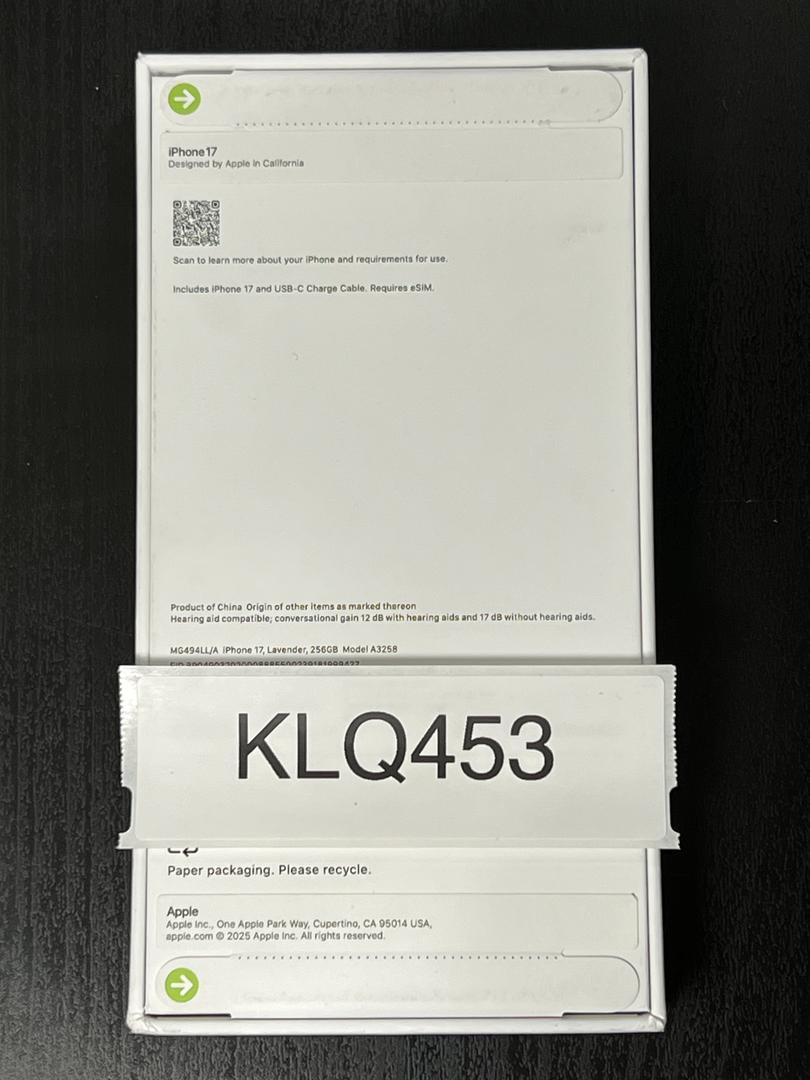 iPhone 17
Designed by Apple in California
Scan to learn more about your iPhone and requirements for use.
Includes iPhone 17 and USB-C Charge Cable. Requires eSIM.
Product of China Origin of other items as marked thereon
Hearing aid compatible; conversational gain 12 dB with hearing aids and 17 dB without hearing aids.
MG494LL/A iPhone 17, Lavender, 256GB Model A3258
KLQ453
Paper packaging. Please recycle.
Apple
Apple Inc., One Apple Park Way, Cupertino, CA 95014 USA,
apple.com © 2025 Apple Inc. All rights reserved.